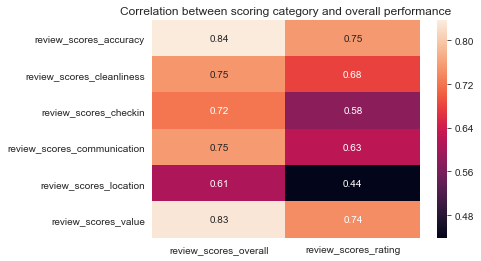 Correlation between scoring category and overall performance
review_scores_accuracy 0.84 0.75
review_scores_cleanliness 0.75 0.68
review_scores_checkin 0.72 0.58
review_scores_communication 0.75 0.63
review_scores_location 0.61 0.44
review_scores_value 0.83 0.74
review_scores_overall review_scores_rating
0.80
0.72
0.64
0.56
0.48